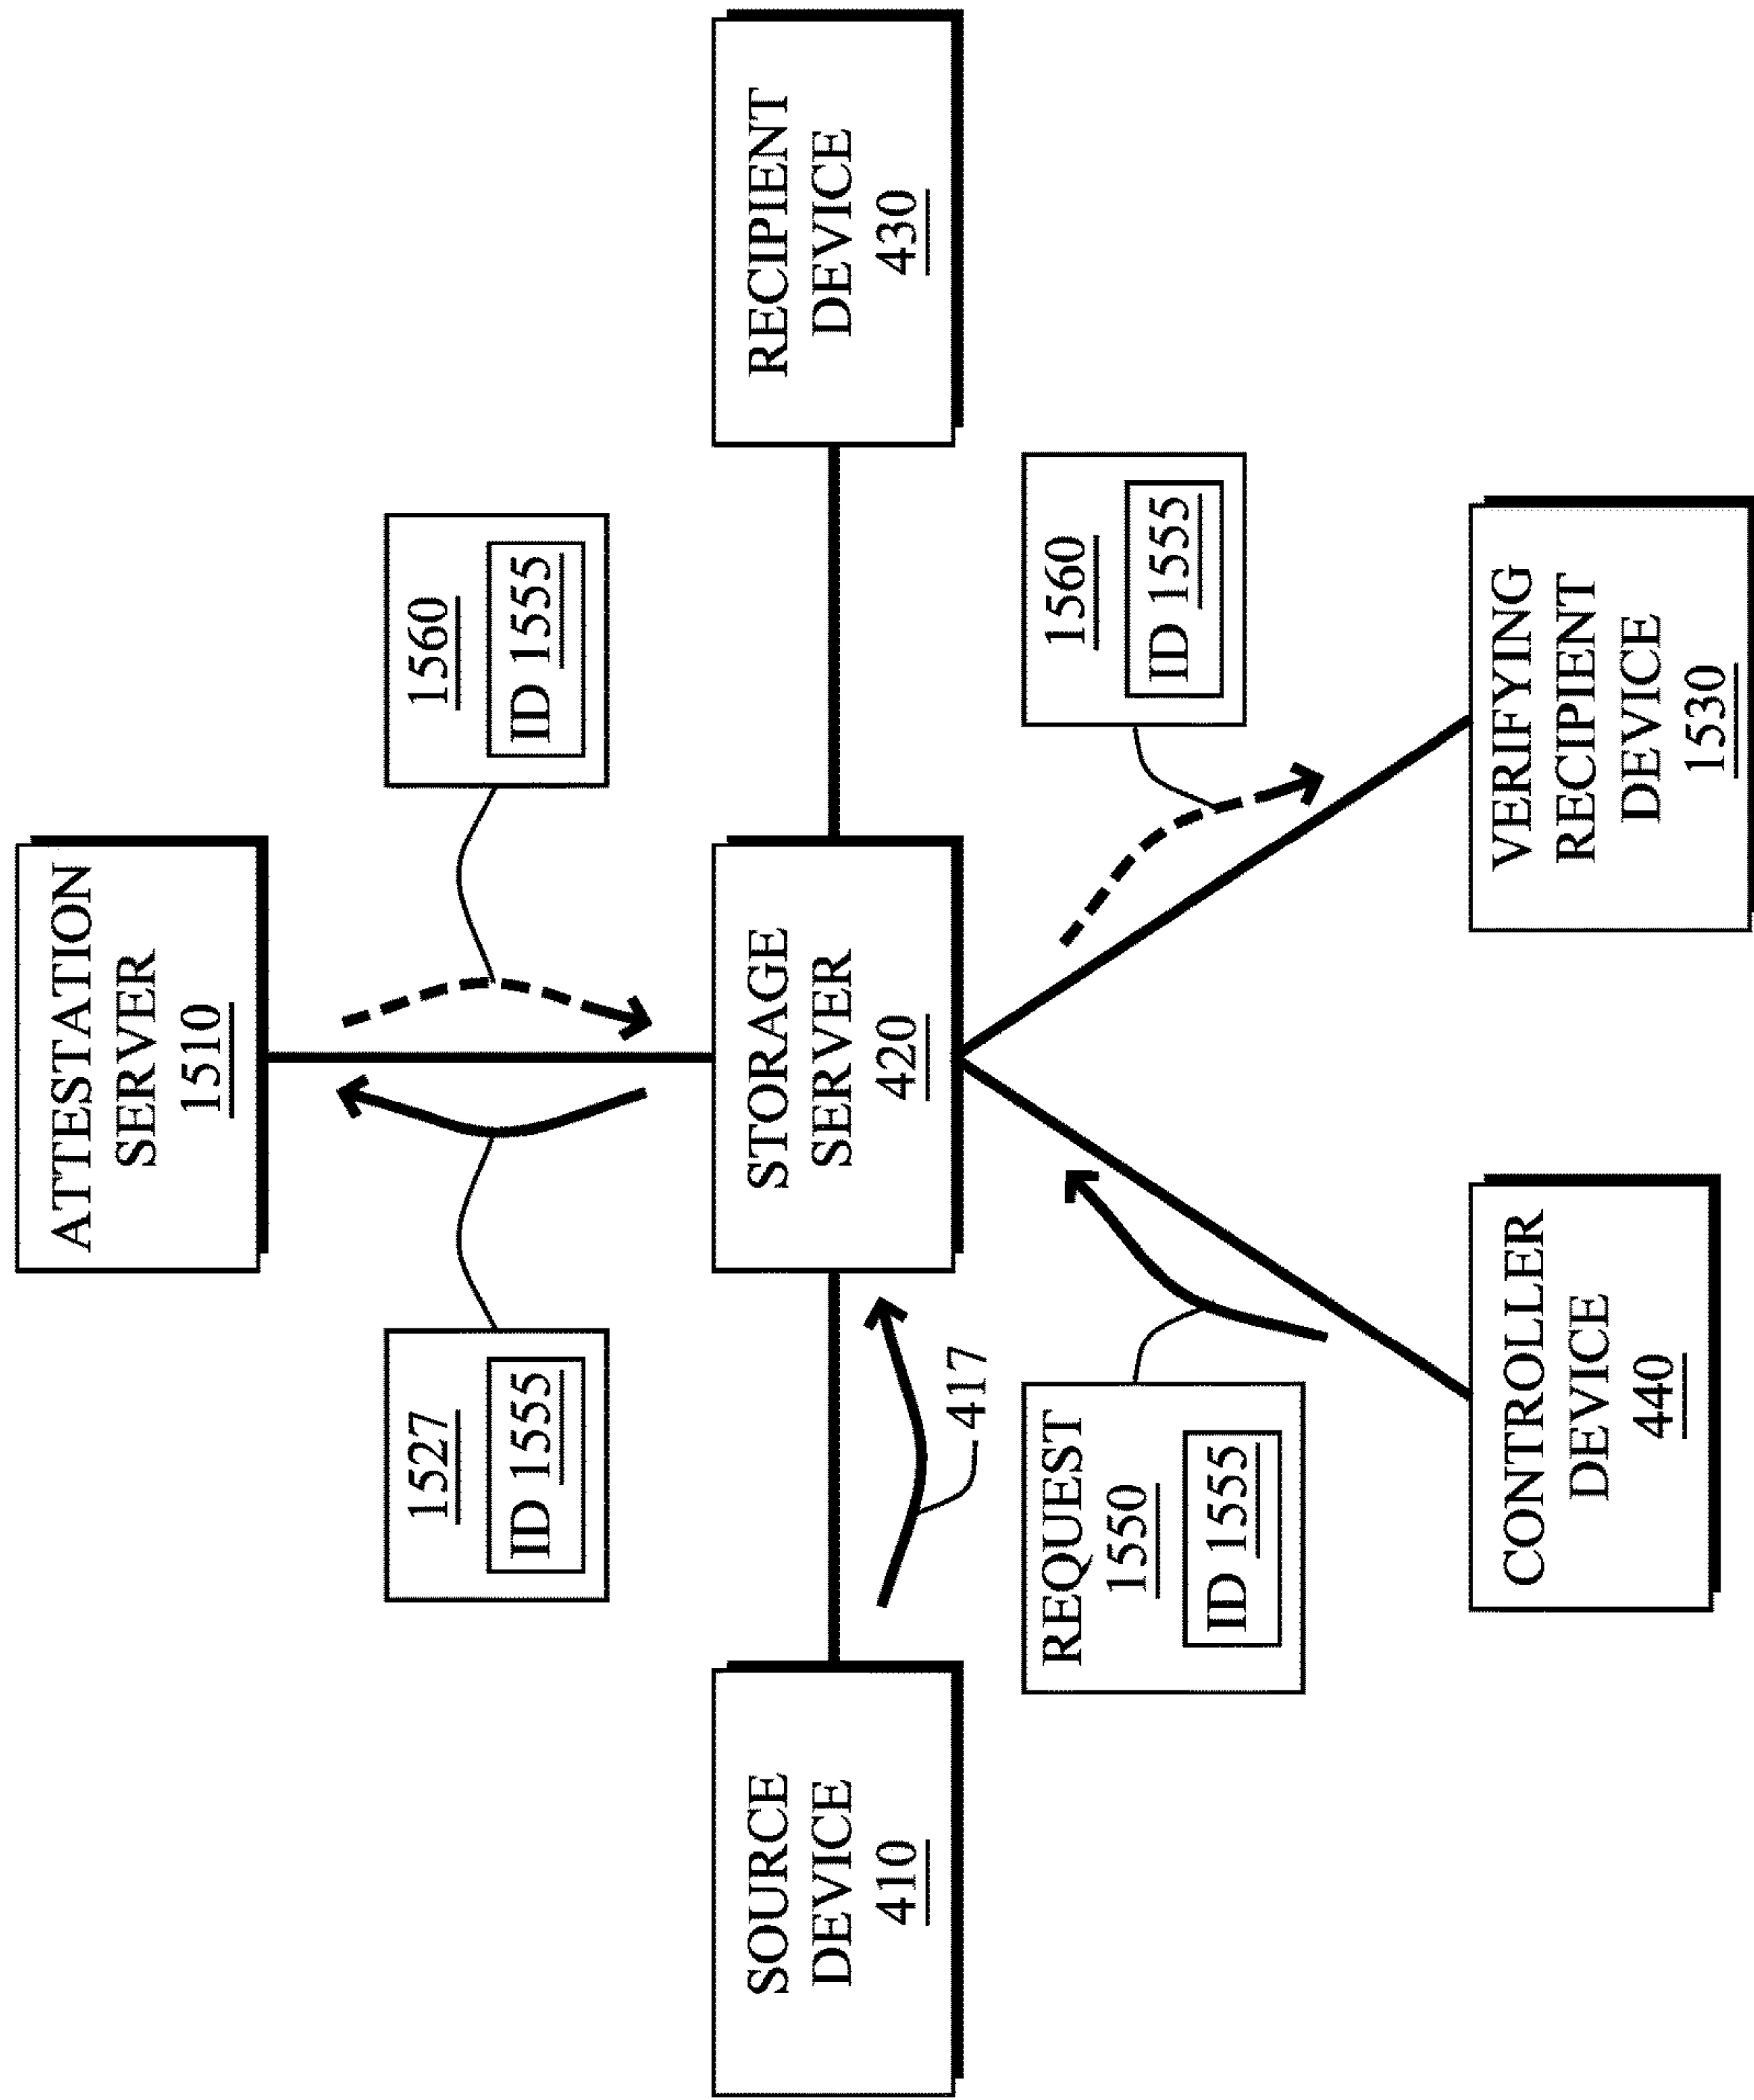 ATTESTATION
SERVER
1510
1527
ID 1555
1560
ID 1555
SOURCE
DEVICE
410
STORAGE
SERVER
420
RECIPIENT
DEVICE
430
417
REQUEST
1550
ID 1555
1560
ID 1555
CONTROLLER
DEVICE
440
VERIFYING
RECIPIENT
DEVICE
1530